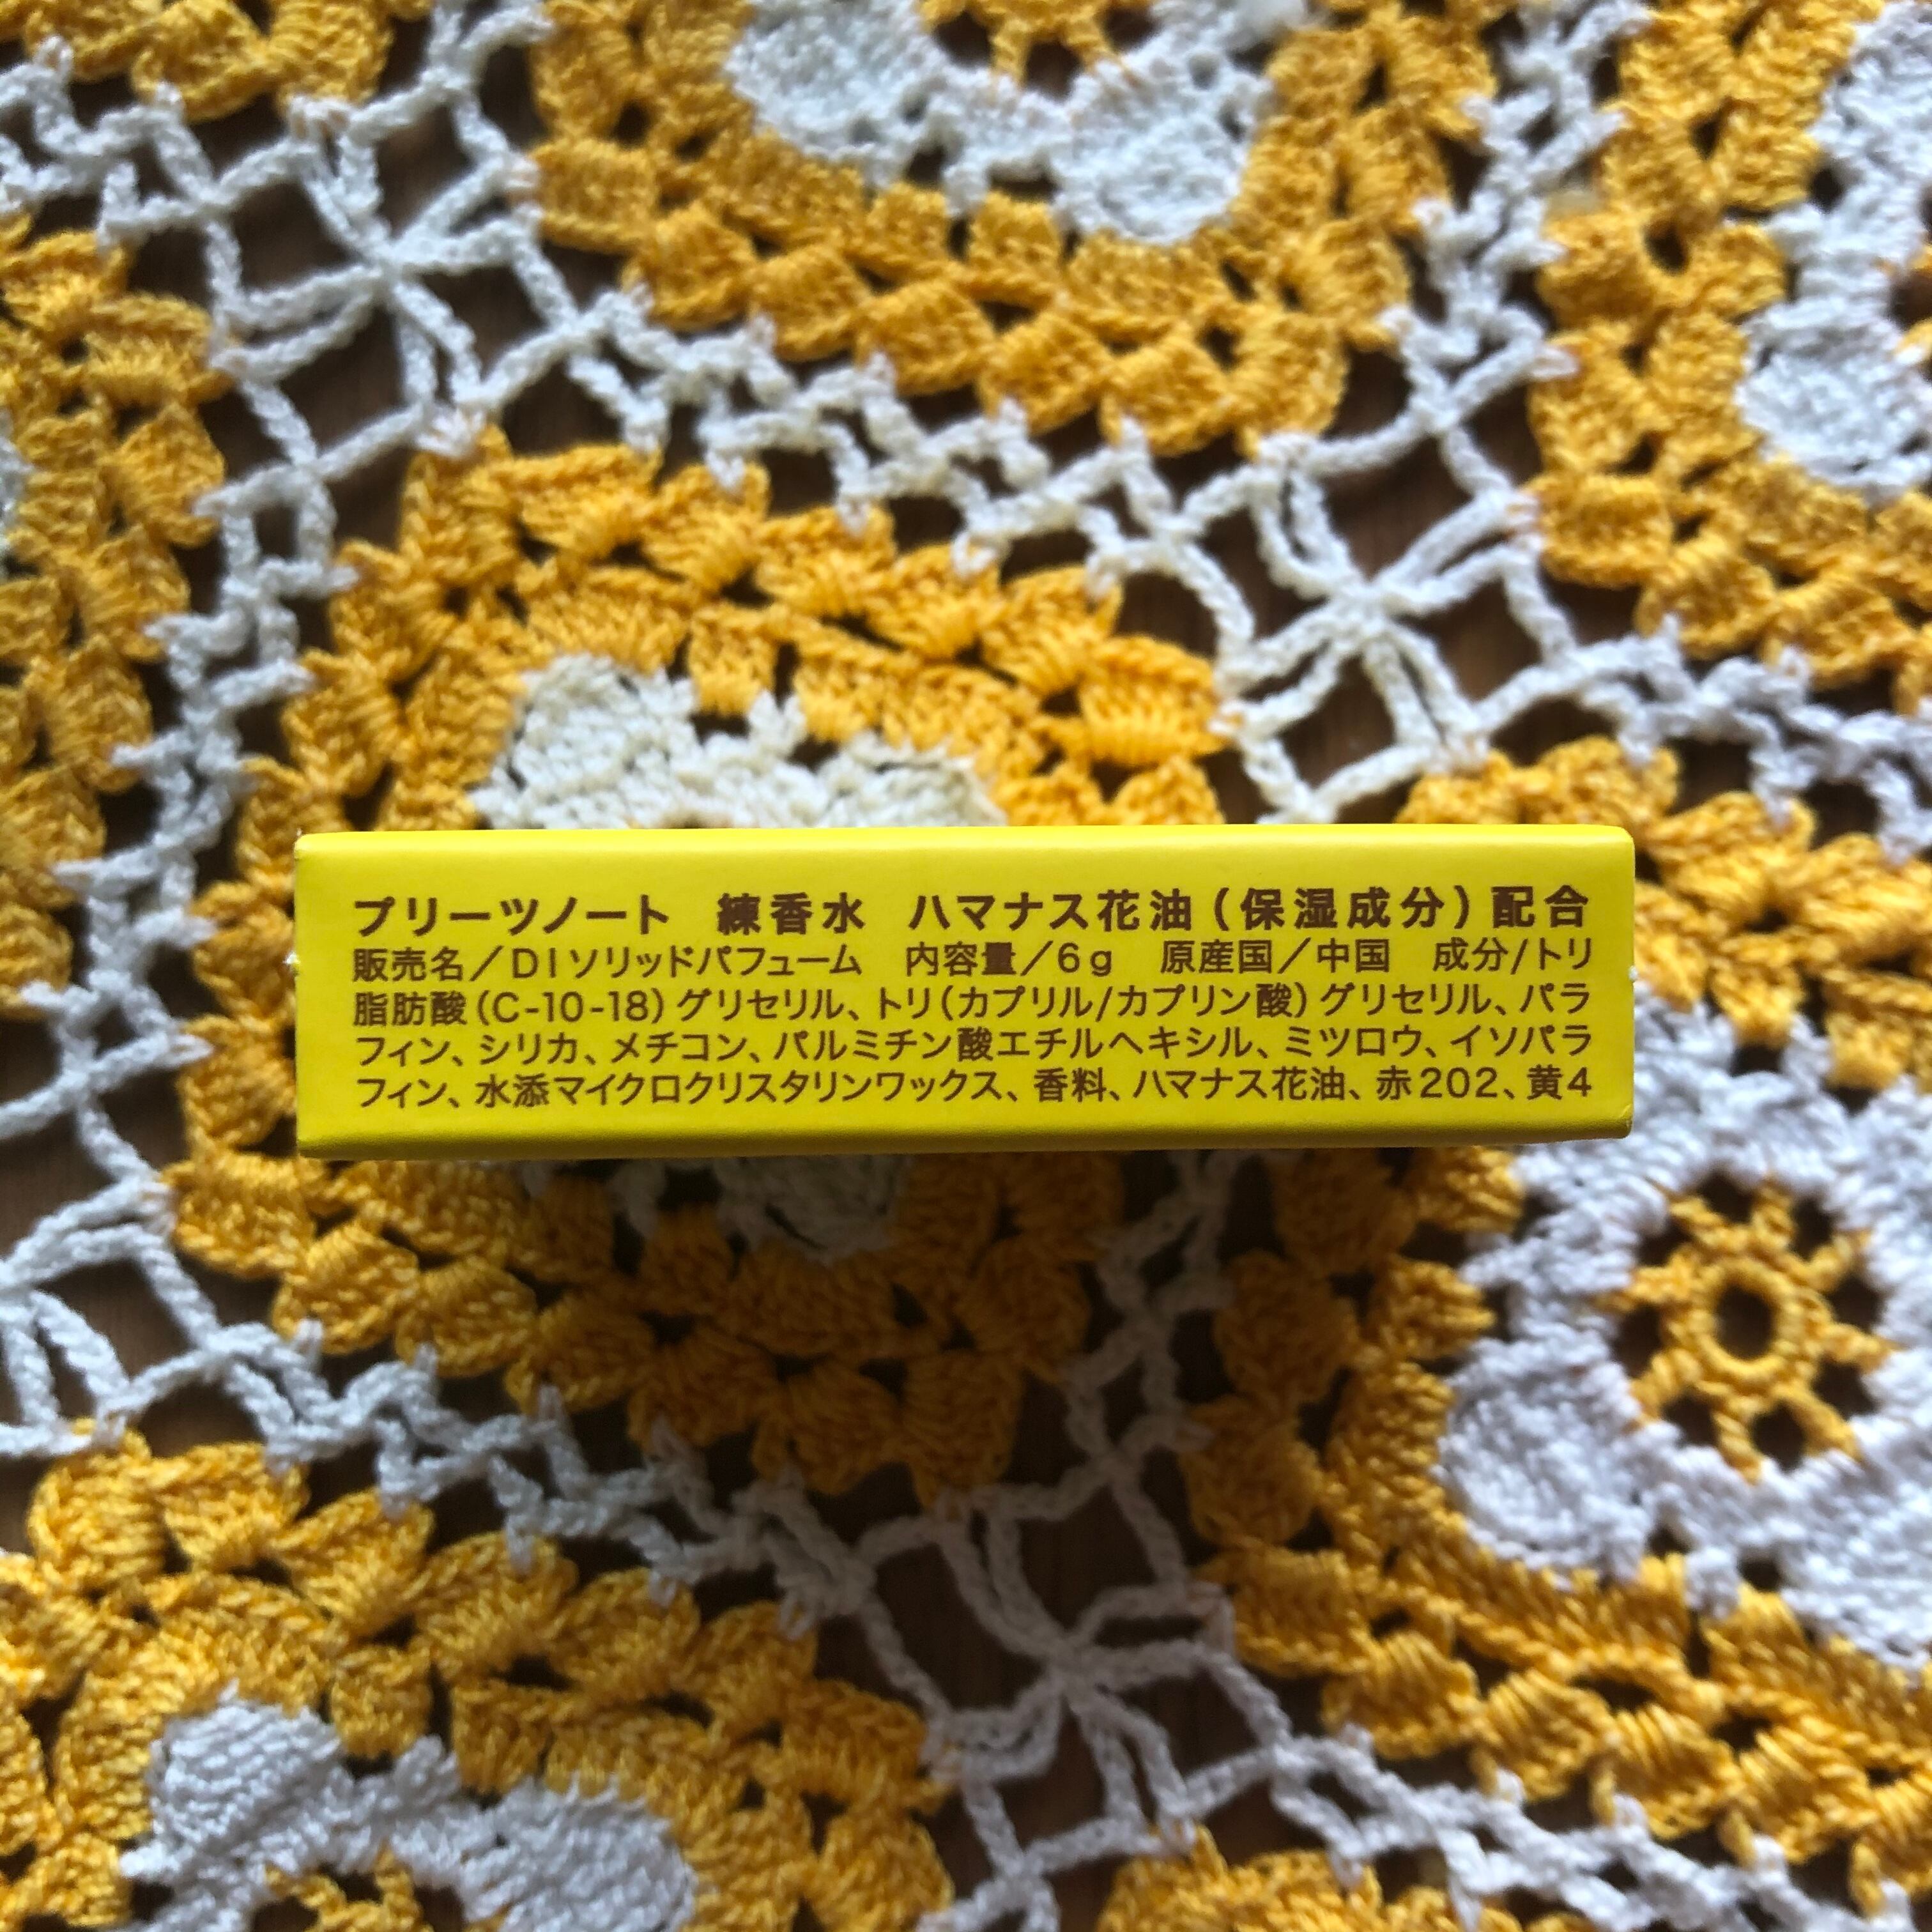 プリーツノート　練香水　ハマナス花油(保湿成分)配合
販売名／DIソリッドパフューム　内容量／6g　原産国／中国　成分/トリ
脂肪酸(C-10-18)グリセリル、トリ(カプリル/カプリン酸)グリセリル、パラ
フィン、シリカ、メチコン、パルミチン酸エチルヘキシル、ミツロウ、イソパラ
フィン、水添マイクロクリスタリンワックス、香料、ハマナス花油、赤202、黄4